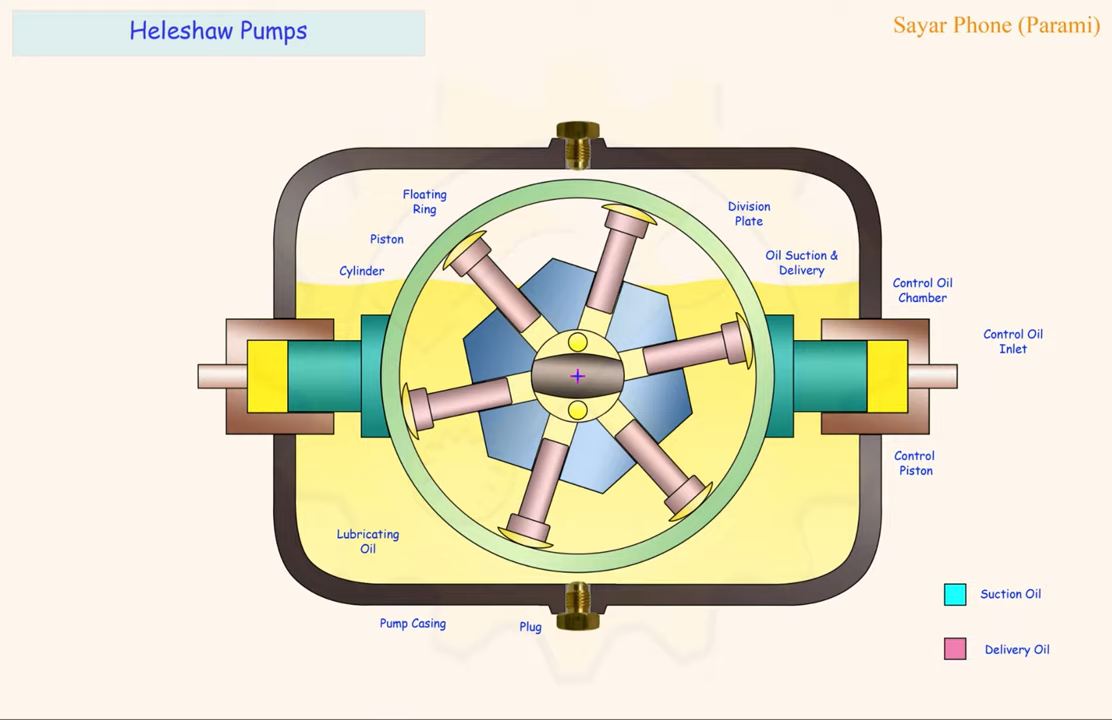 Heleshaw Pumps
Sayar Phone (Parami)
Floating
Ring
Division
Plate
Piston
Cylinder
Oil Suction &
Delivery
Control Oil
Chamber
Control Oil
Inlet
Control
Piston
Lubricating
Oil
Pump Casing
Plug
Suction Oil
Delivery Oil